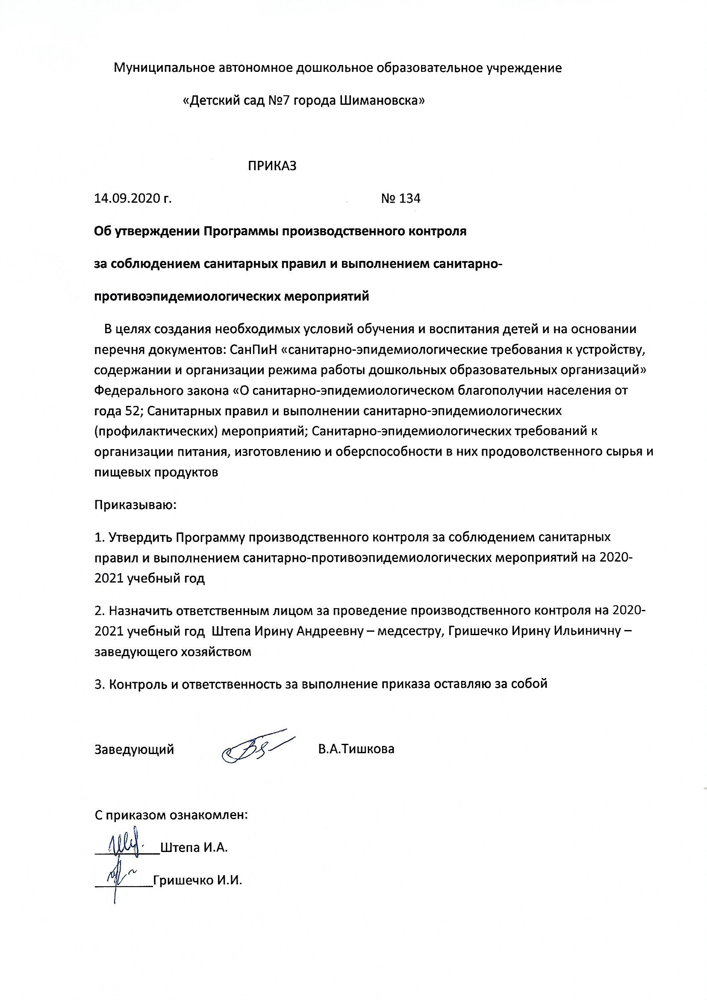 Муниципальное автономное дошкольное образовательное учреждение
«Детский сад №7 города Шимановска»
ПРИКАЗ
14.09.2020 г. № 134
Об утверждении Программы производственного контроля
за соблюдением санитарных правил и выполнением санитарно-
противоэпидемиологических мероприятий
В целях создания необходимых условий обучения и воспитания детей и на основании
перечня документов: СанПиН «санитарно-эпидемиологические требования к устройству,
содержании и организации режима работы дошкольных образовательных организаций»
Федерального закона «О санитарно-эпидемиологическом благополучии населения от
года 52; Санитарных правил и выполнении санитарно-эпидемиологических
(профилактических) мероприятий; Санитарно-эпидемиологических требований к
организации питания, изготовлению и оберспособности в них продоволственного сырья и
пищевых продуктов
Приказываю:
1. Утвердить Программу производственного контроля за соблюдением санитарных
правил и выполнением санитарно-противоэпидемиологических мероприятий на 2020-
2021 учебный год
2. Назначить ответственным лицом за проведение производственного контроля на 2020-
2021 учебный год Штепа Ирину Андреевну – медсестру, Гришечко Ирину Ильиничну –
заведующего хозяйством
3. Контроль и ответственность за выполнение приказа оставляю за собой
Заведующий В.А.Тишкова
С приказом ознакомлен:
Штепа И.А.
Гришечко И.И.